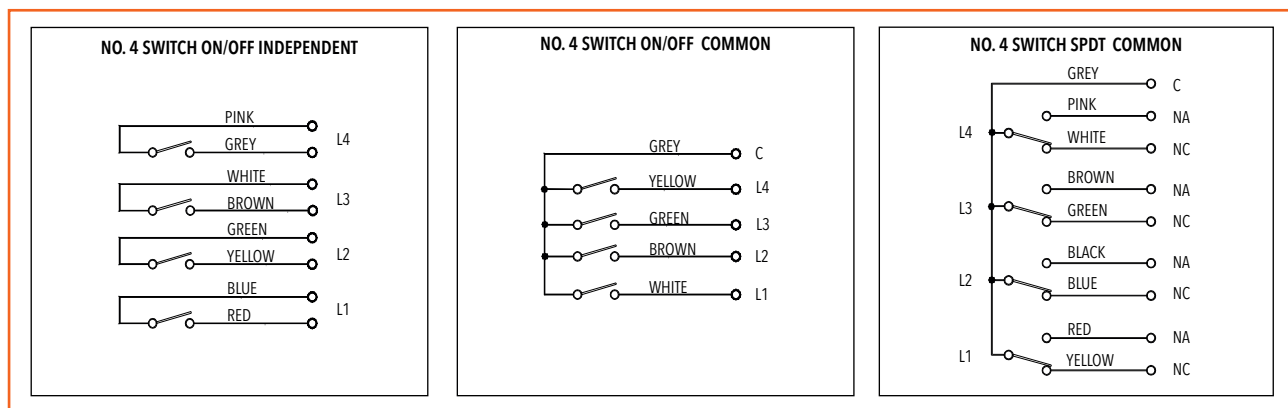 NO. 4 SWITCH ON/OFF INDEPENDENT
PINK
L4
GREY
WHITE
L3
BROWN
GREEN
L2
YELLOW
BLUE
L1
RED
NO. 4 SWITCH ON/OFF COMMON
GREY C
YELLOW L4
GREEN L3
BROWN L2
WHITE L1
NO. 4 SWITCH SPDT COMMON
GREY C
PINK NA
L4
WHITE NC
BROWN NA
L3
GREEN NC
BLACK NA
L2
BLUE NC
RED NA
L1
YELLOW NC